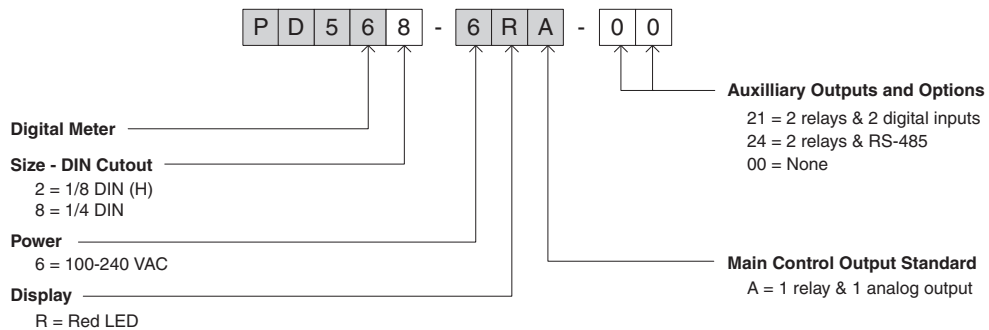 P D 5 6 8 - 6 R A - 0 0
Auxilliary Outputs and Options
21 = 2 relays & 2 digital inputs
24 = 2 relays & RS-485
00 = None
Digital Meter
Size - DIN Cutout
2 = 1/8 DIN (H)
8 = 1/4 DIN
Power
6 = 100-240 VAC
Main Control Output Standard
A = 1 relay & 1 analog output
Display
R = Red LED